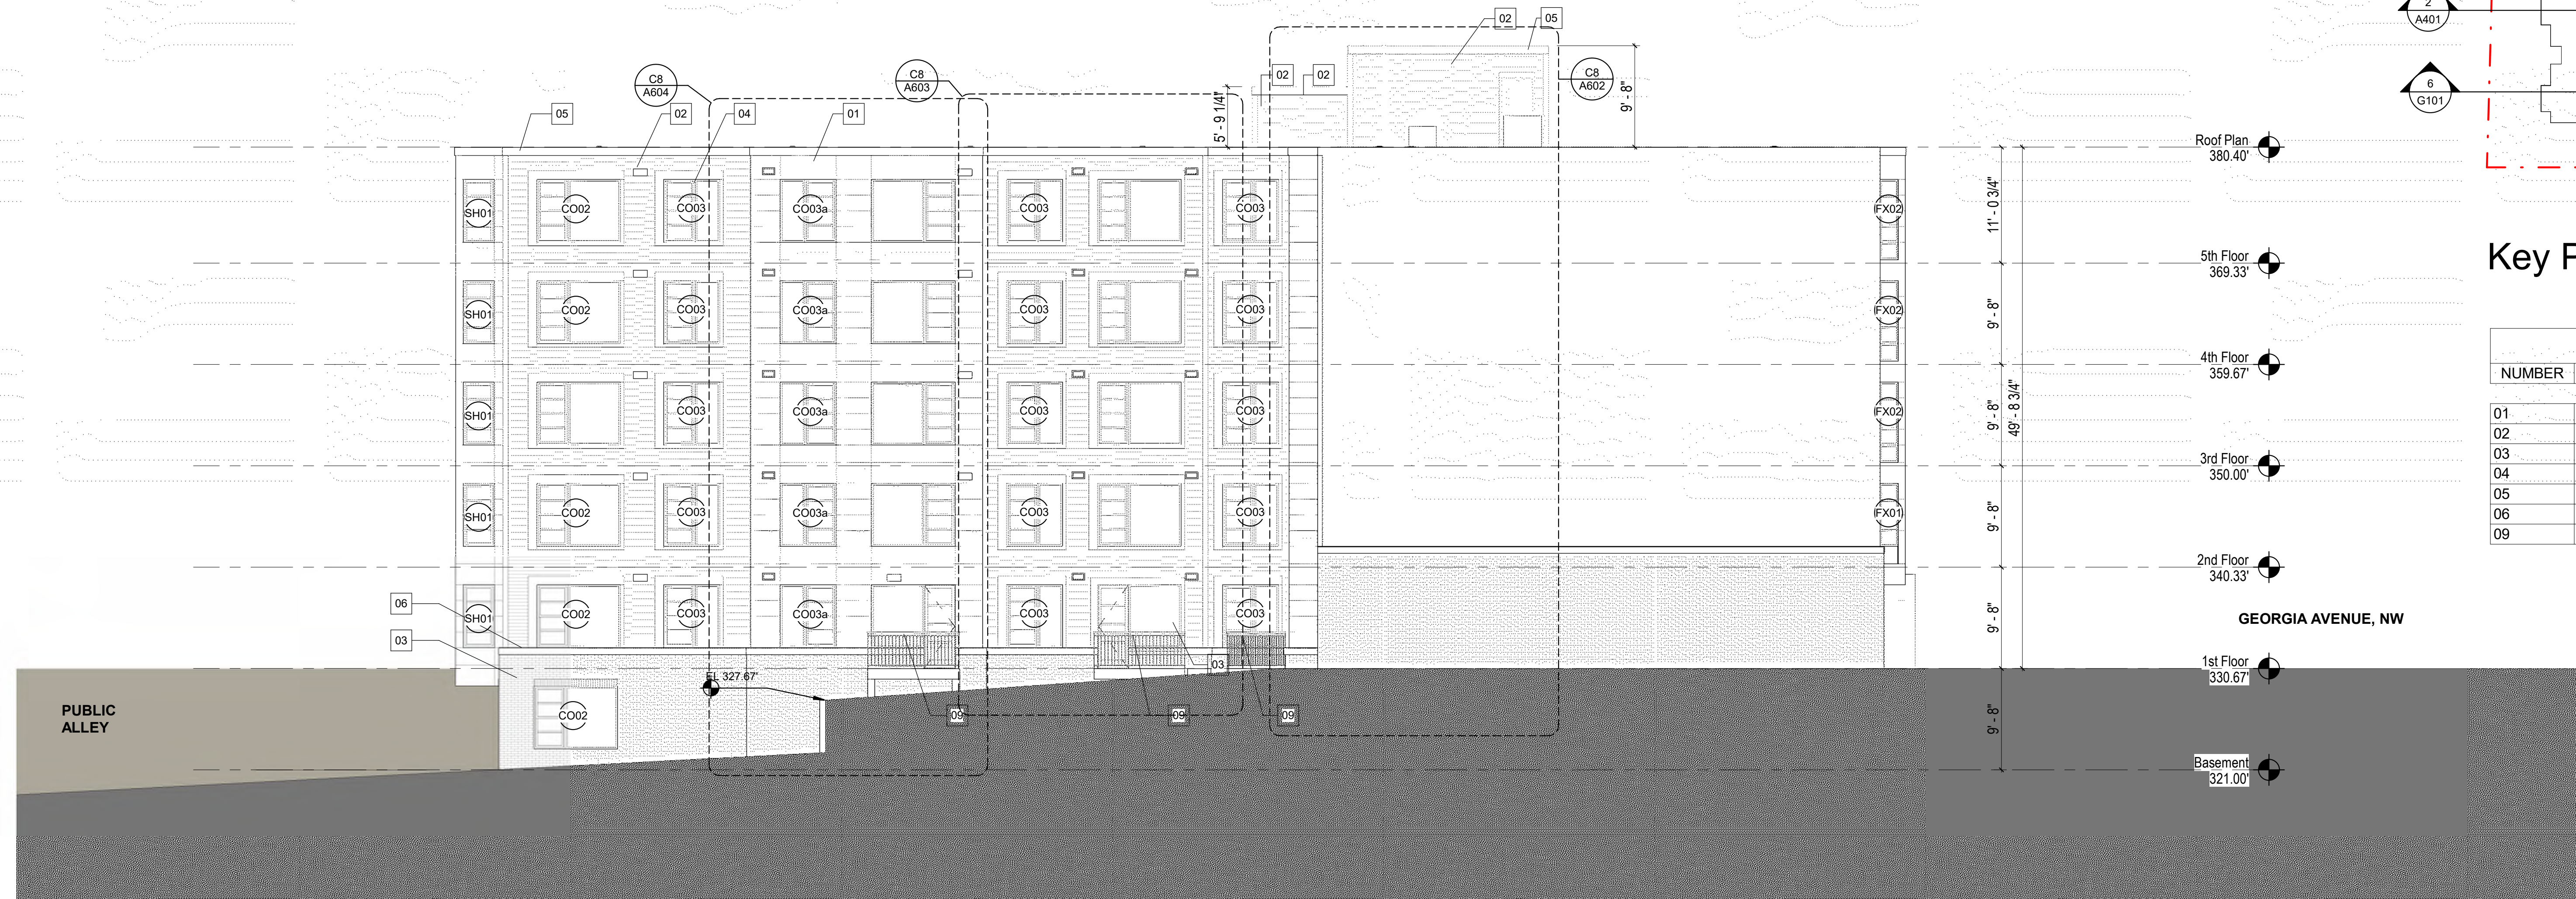 02
05
2
A401
C8
A604
C8
A603
02
02
C8
A602
9' - 8"
5' - 9 1/4"
6
G101
05
02
04
01
Roof Plan
380.40'
SH01
CO02
CO03
CO03a
CO03
CO03
FX02
11' - 0 3/4"
5th Floor
369.33'
Key
SH01
CO02
CO03
CO03a
CO03
CO03
FX02
9' - 8"
4th Floor
359.67'
NUMBER
SH01
CO03
CO03a
CO03
CO03
FX02
9' - 8"
49' - 8 3/4"
01
02
03
04
05
06
09
3rd Floor
350.00'
SH01
CO02
CO03
CO03a
CO03
CO03
FX01
9' - 8"
2nd Floor
340.33'
06
03
SH01
CO02
CO03
CO03a
CO03
CO03
9' - 8"
GEORGIA AVENUE, NW
03
1st Floor
330.67'
EL 327.67'
PUBLIC
ALLEY
CO02
09
09
09
9' - 8"
Basement
321.00'